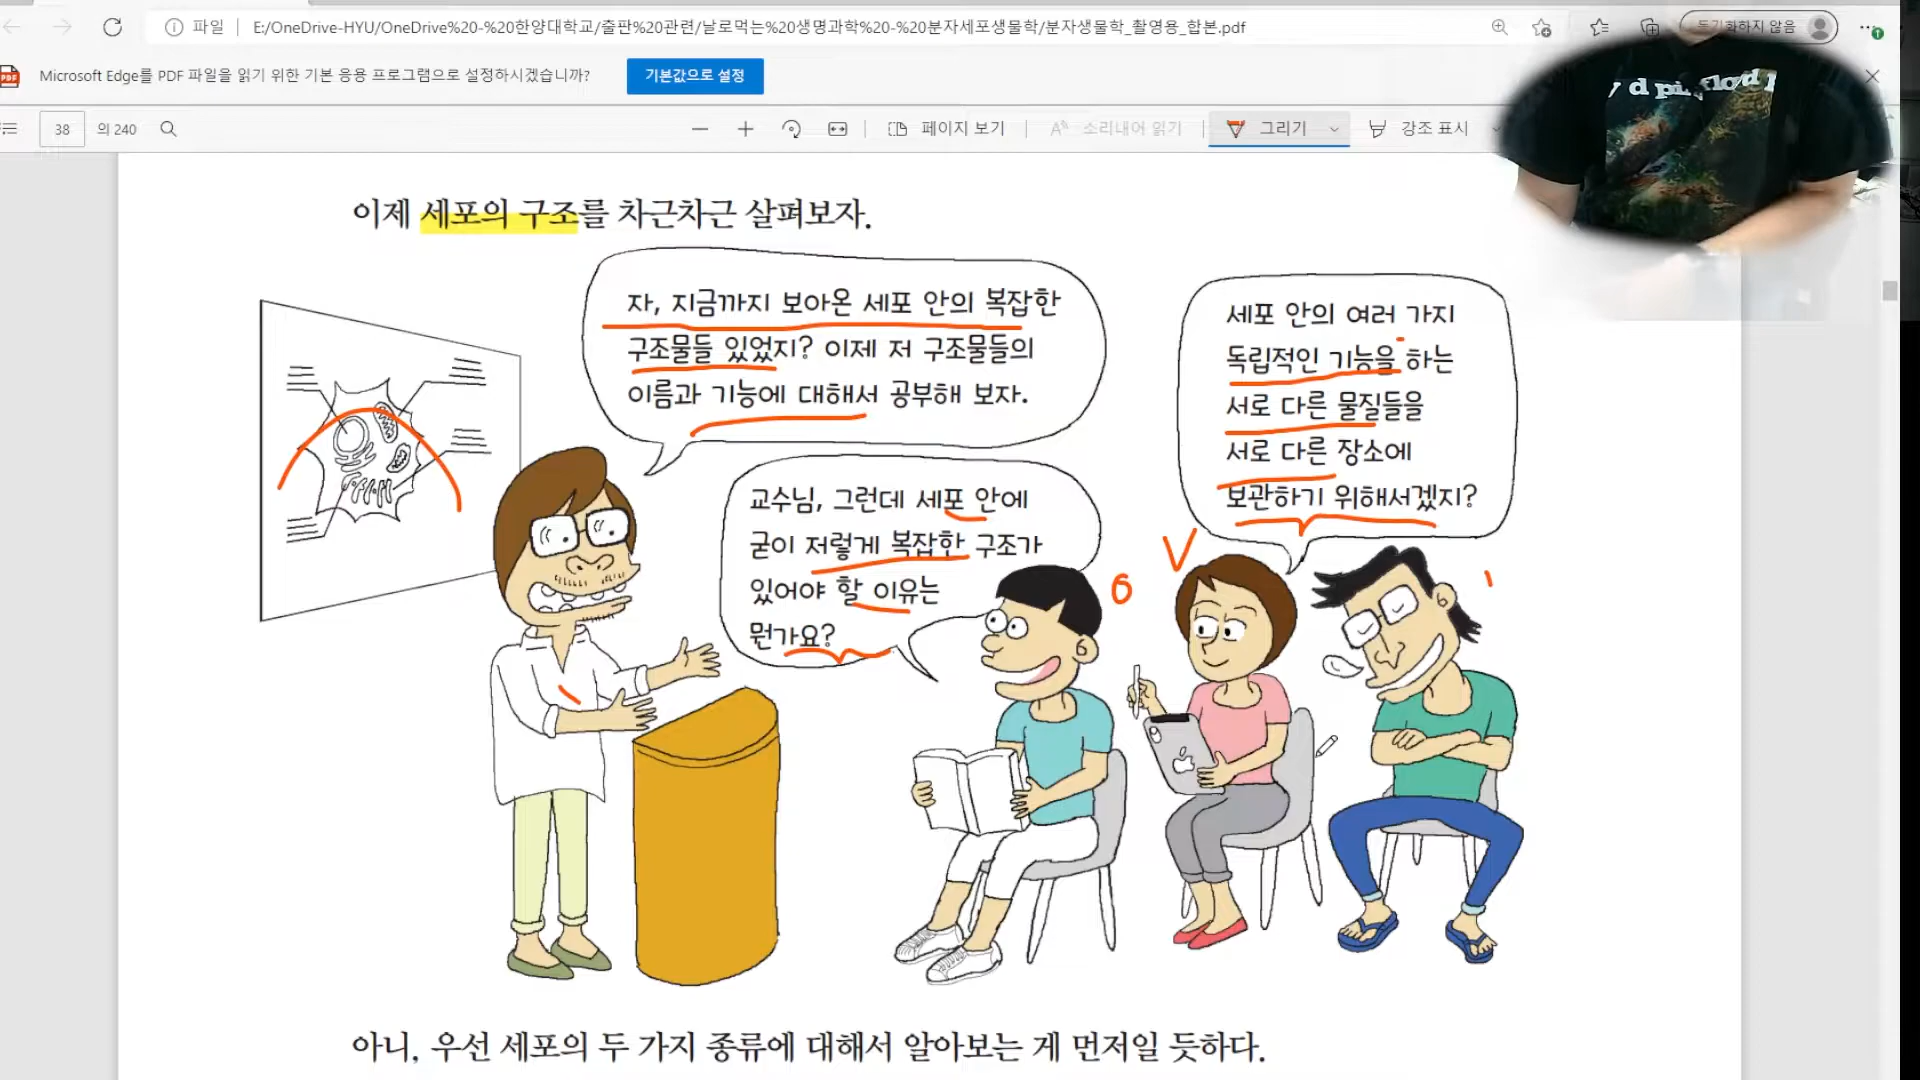 파일
E:/OneDrive-HYU/OneDrive%20-%20한양대학교/출판%20관련/날로먹는%20생명과학%20-%20분자세포생물학/분자생물학_촬영용_합본.pdf
동기화하지 않음
PDF
Microsoft Edge를 PDF 파일을 읽기 위한 기본 응용 프로그램으로 설정하시겠습니까?
기본값으로 설정
38 의 240
페이지 보기
소리내어 읽기
그리기
강조 표시
이제 세포의 구조를 차근차근 살펴보자.
자, 지금까지 보아온 세포 안의 복잡한
구조물들 있었지? 이제 저 구조물들의
이름과 기능에 대해서 공부해 보자.
교수님, 그런데 세포 안에
굳이 저렇게 복잡한 구조가
있어야 할 이유는
뭔가요?
세포 안의 여러 가지
독립적인 기능을 하는
서로 다른 물질들을
서로 다른 장소에
보관하기 위해서겠지?
아니, 우선 세포의 두 가지 종류에 대해서 알아보는 게 먼저일 듯하다.